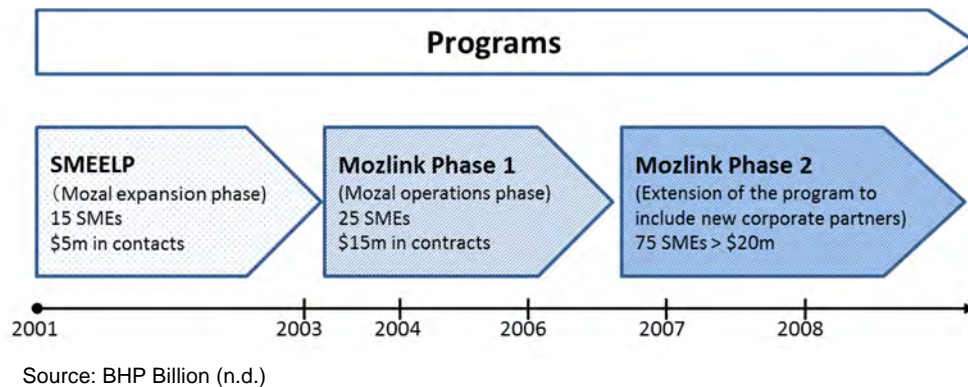 Programs
SMEELP
(Mozal expansion phase)
15 SMEs
$5m in contacts
Mozlink Phase 1
(Mozal operations phase)
25 SMEs
$15m in contracts
Mozlink Phase 2
(Extension of the program to
include new corporate partners)
75 SMEs > $20m
2001 2003 2004 2006 2007 2008
Source: BHP Billion (n.d.)